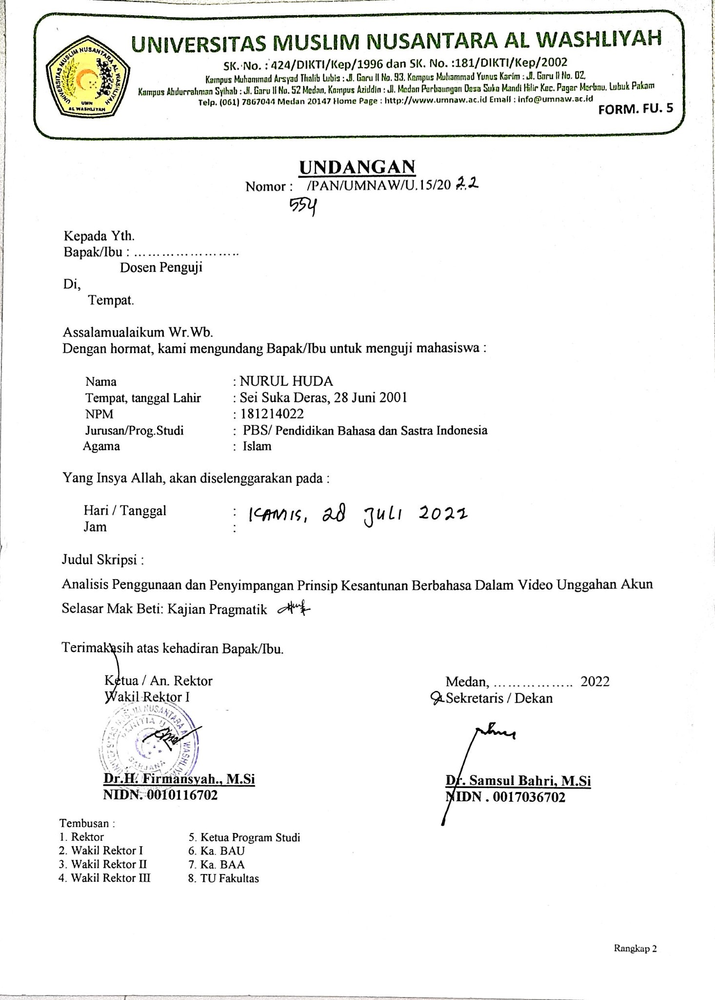 UNIVERSITAS MUSLIM NUSANTARA AL WASHLIYAH
SK. No. : 424/DIKTI/Kep/1996 dan SK. No. :181/DIKTI/Kep/2002
Kampus Muhammad Arsyad Thalib Lubis : Jl. Garu II No. 93, Kampus Muhammad Yunus Karim : Jl. Garu II No. 02,
Kampus Abdurrahman Syihab : Jl. Garu II No. 52 Medan, Kampus Aziddin : Jl. Medan Perbaungan Desa Suka Mandi Hilir Kec. Pagar Merbau, Lubuk Pakam
Telp. (061) 7867044 Medan 20147 Home Page : http://www.umnaw.ac.id Email : info@umnaw.ac.id
FORM. FU. 5
UNIVERSITAS MUSLIM NUSANTARA AL WASHLIYAH
UMN
AL WASHLIYAH
UNDANGAN
Nomor : /PAN/UMNAW/U.15/20 22
554
Kepada Yth.
Bapak/Ibu : …………………..
Dosen Penguji
Di,
Tempat.
Assalamualaikum Wr.Wb.
Dengan hormat, kami mengundang Bapak/Ibu untuk menguji mahasiswa :
Nama : NURUL HUDA
Tempat, tanggal Lahir : Sei Suka Deras, 28 Juni 2001
NPM : 181214022
Jurusan/Prog.Studi : PBS/ Pendidikan Bahasa dan Sastra Indonesia
Agama : Islam
Yang Insya Allah, akan diselenggarakan pada :
Hari / Tanggal : KAMIS, 28 JULI 2022
Jam :
Judul Skripsi :
Analisis Penggunaan dan Penyimpangan Prinsip Kesantunan Berbahasa Dalam Video Unggahan Akun
Selasar Mak Beti: Kajian Pragmatik
Terimakasih atas kehadiran Bapak/Ibu.
Ketua / An. Rektor Medan, …………….. 2022
Wakil Rektor I Sekretaris / Dekan
UNIVERSITAS MUSLIM NUSANTARA AL WASHLIYAH
PANITIA
SARJANA
Dr.H. Firmansyah., M.Si Dr. Samsul Bahri, M.Si
NIDN. 0010116702 NIDN . 0017036702
Tembusan :
1. Rektor 5. Ketua Program Studi
2. Wakil Rektor I 6. Ka. BAU
3. Wakil Rektor II 7. Ka. BAA
4. Wakil Rektor III 8. TU Fakultas
Rangkap 2